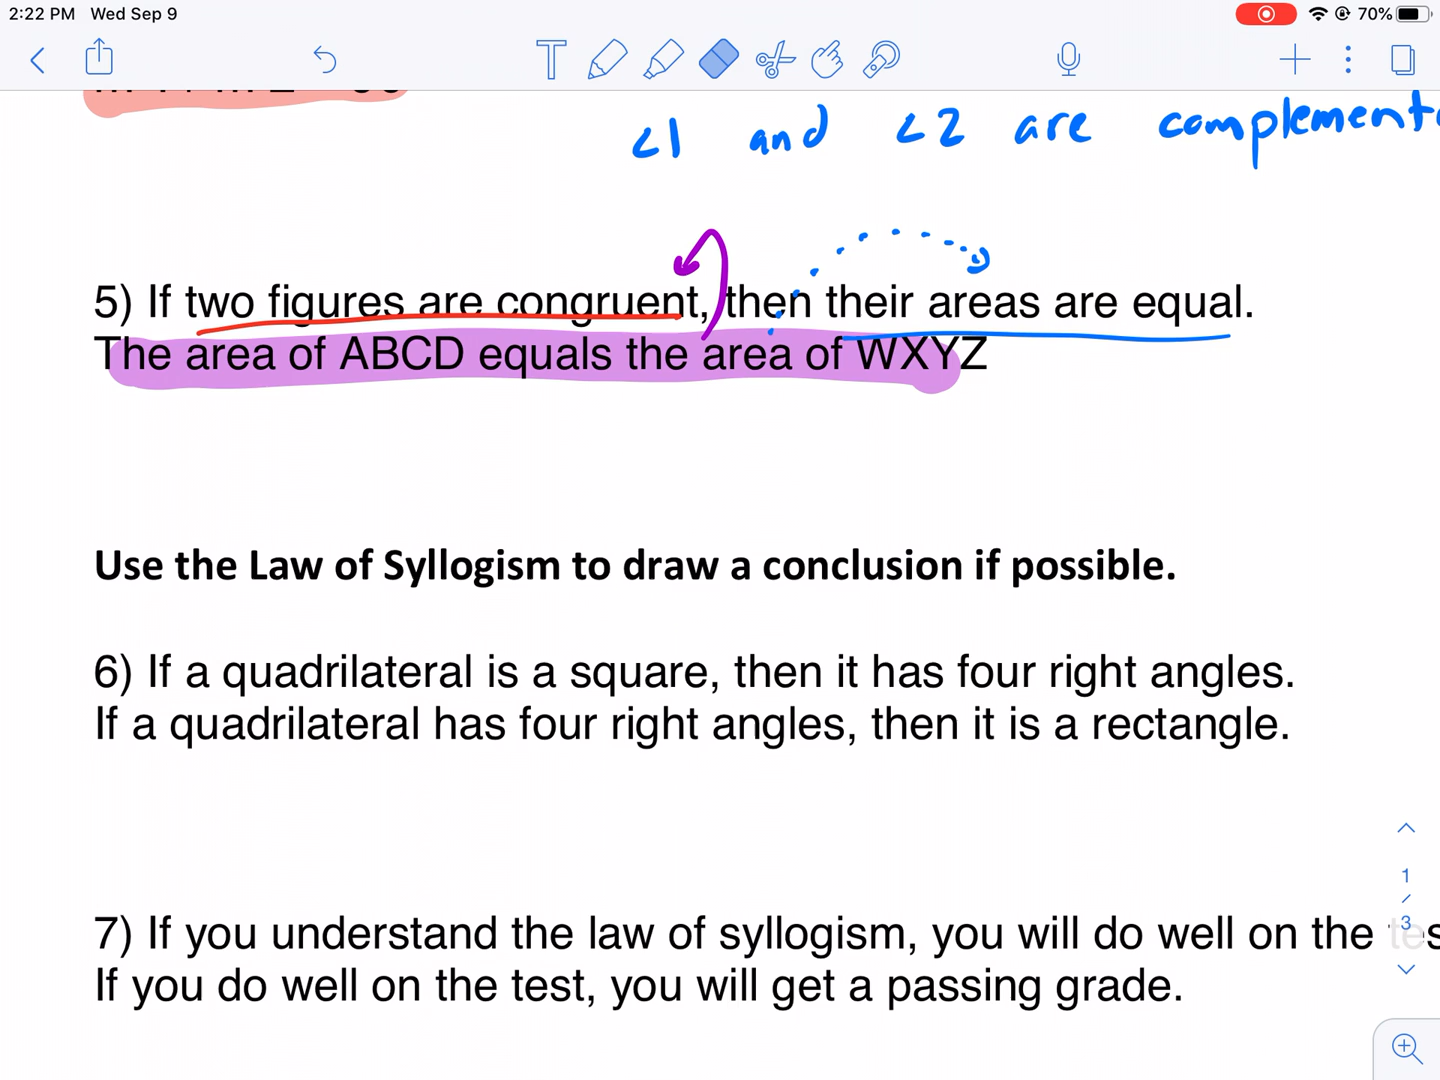 2:22 PM Wed Sep 9
70%
T
<1 and <2 are
5) If two figures are congruent, then their areas are equal.
The area of ABCD equals the area of WXYZ
Use the Law of Syllogism to draw a conclusion if possible.
6) If a quadrilateral is a square, then it has four right angles.
If a quadrilateral has four right angles, then it is a rectangle.
1
/
3
7) If you understand the law of syllogism, you will do well on the
If you do well on the test, you will get a passing grade.